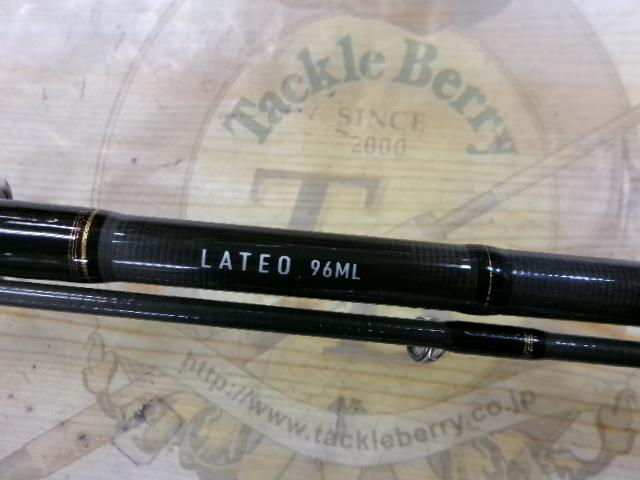 Tackle Berry
SINCE
2000
T
LATEO 96ML
http://www.tackleberry.co.jp